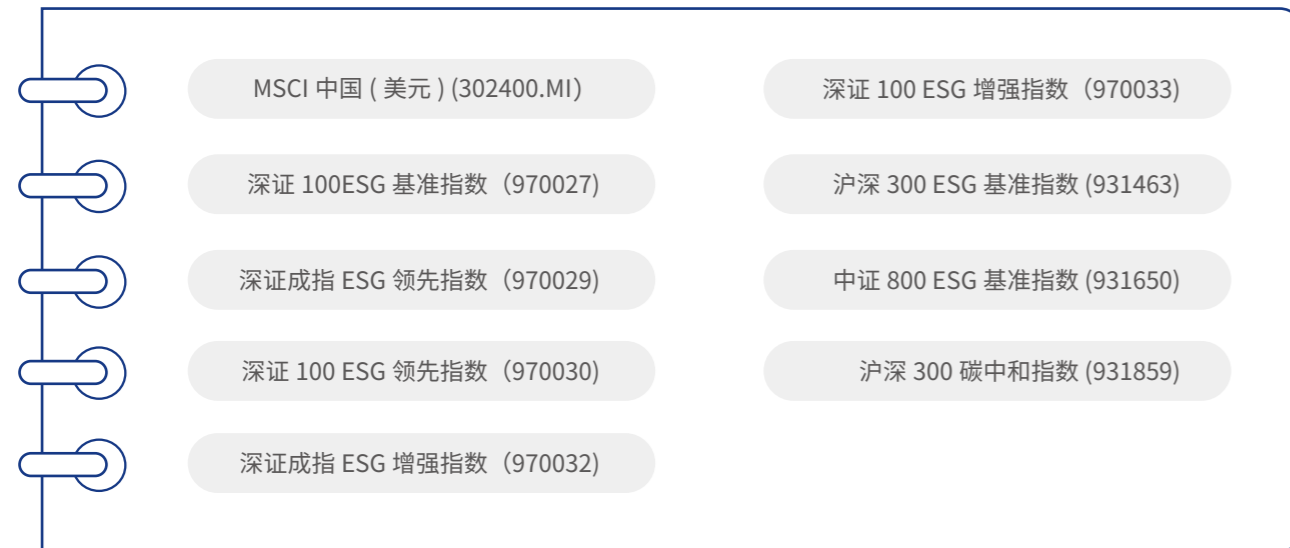 MSCI 中国 ( 美元 ) (302400.MI）
深证 100ESG 基准指数（970027)
深证成指 ESG 领先指数（970029)
深证 100 ESG 领先指数（970030)
深证成指 ESG 增强指数（970032)
深证 100 ESG 增强指数（970033)
沪深 300 ESG 基准指数 (931463)
中证 800 ESG 基准指数 (931650)
沪深 300 碳中和指数 (931859)